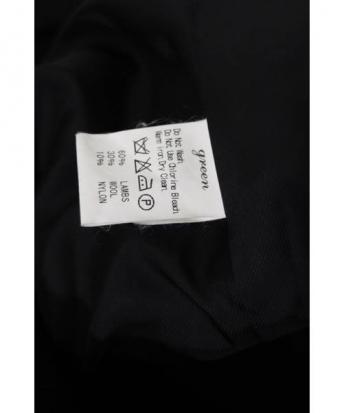 green
Do Not Wash.
Do Not Use Chlorine Bleach.
Warm Iron Dry Clean.
P
60% LAMBS
30% WOOL
10% NYLON